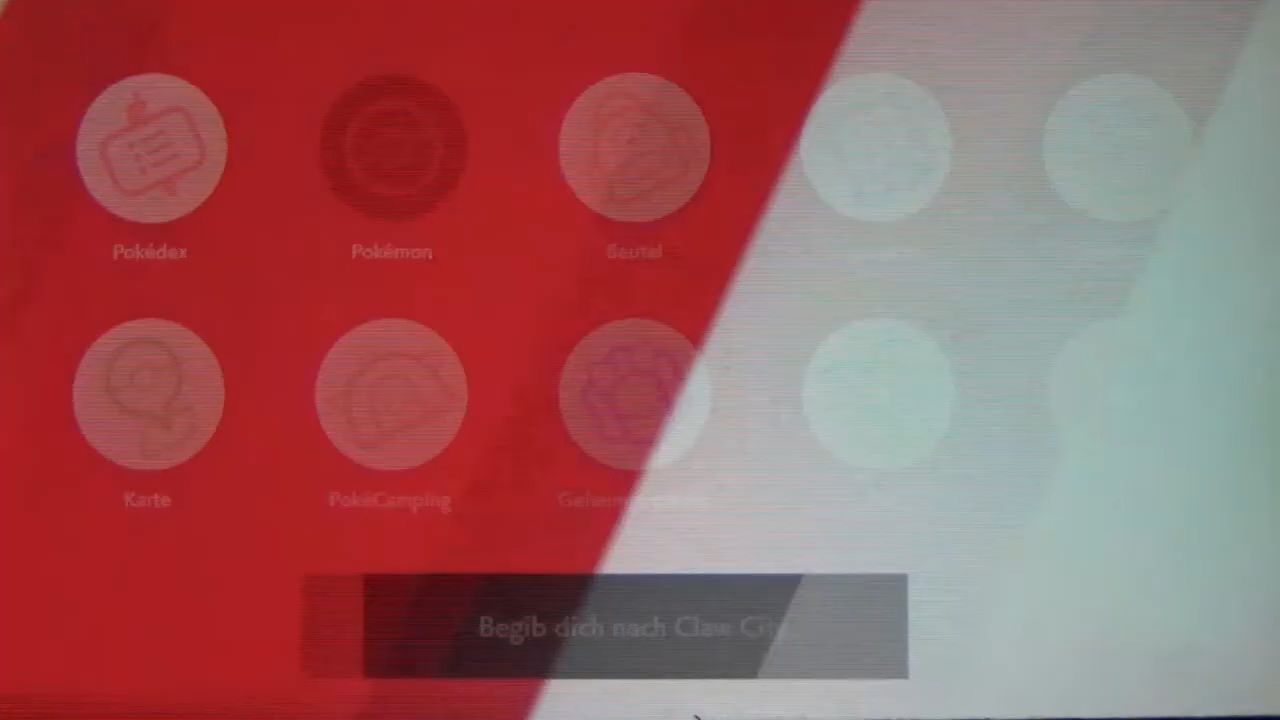 Pokédex
Pokémon
Beutel
Karte
PokéCamping
Begib dich nach Claw City